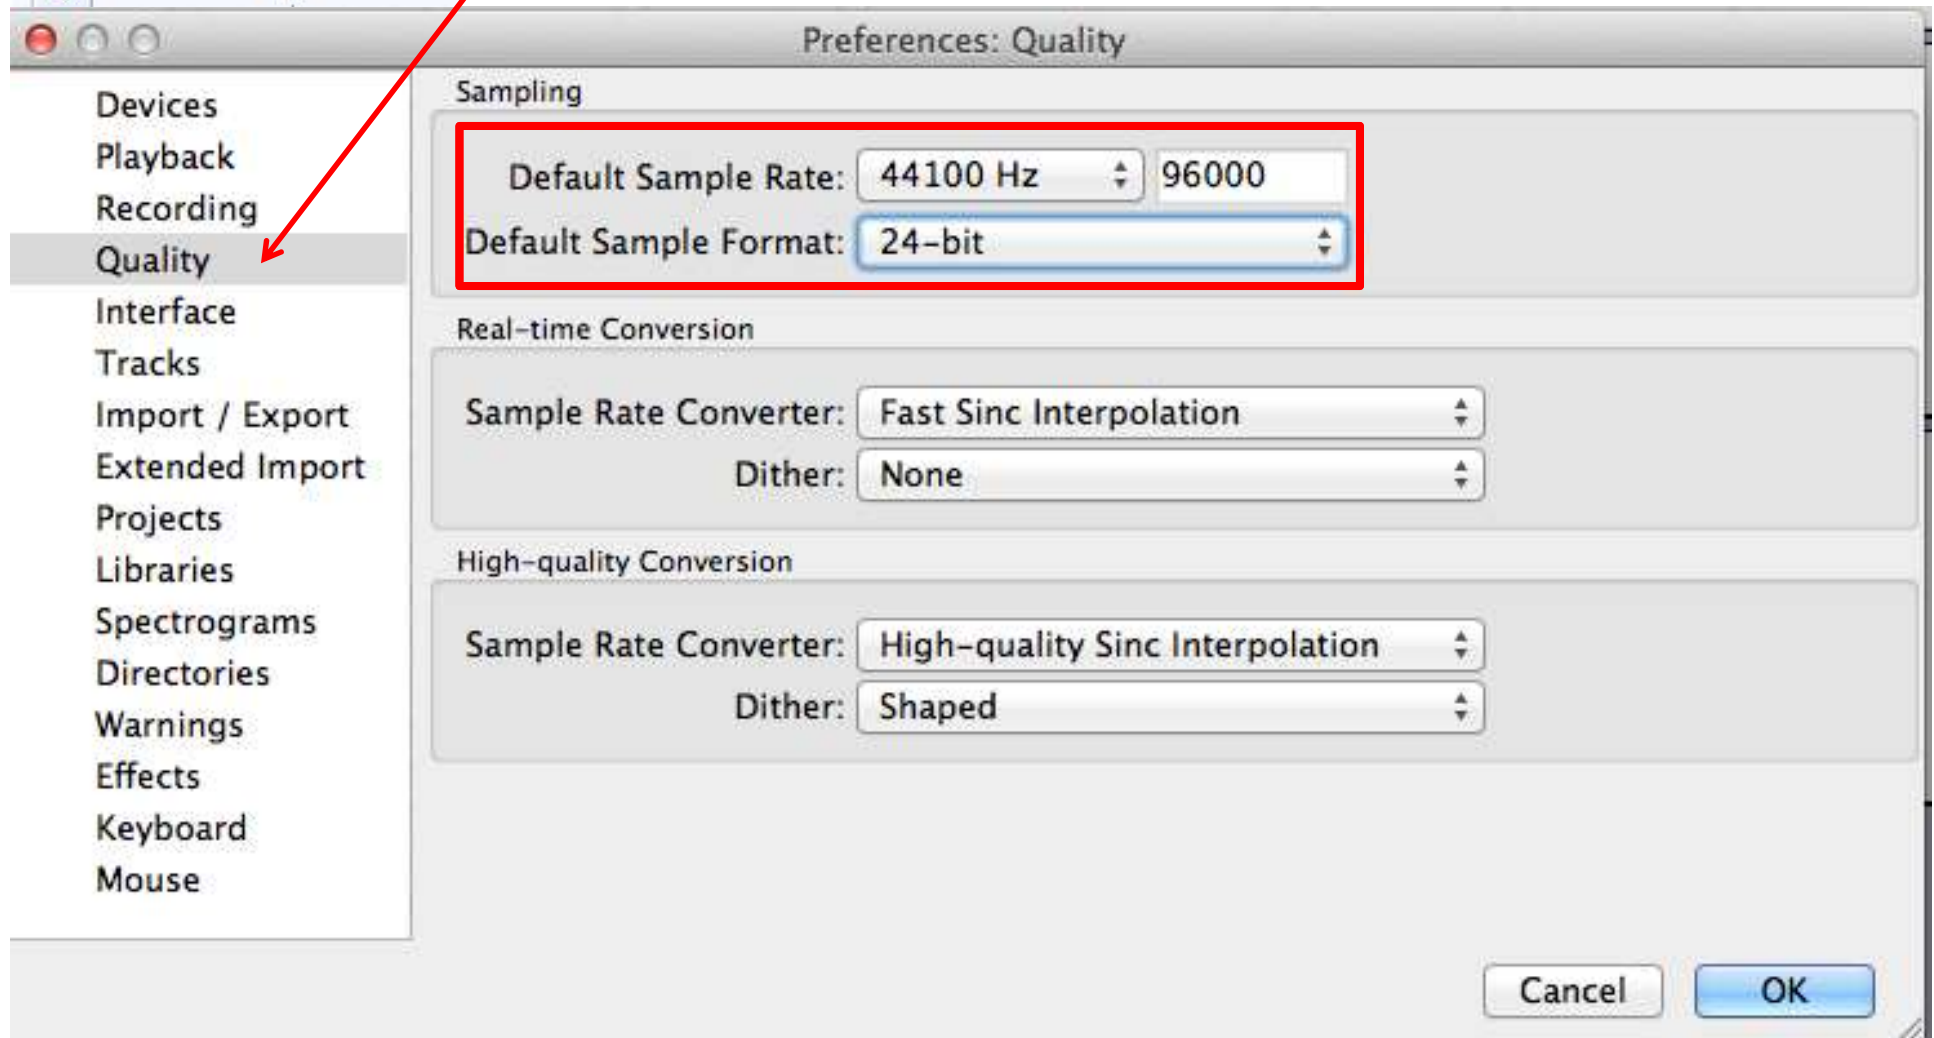 Preferences: Quality
Devices
Playback
Recording
Quality
Interface
Tracks
Import / Export
Extended Import
Projects
Libraries
Spectrograms
Directories
Warnings
Effects
Keyboard
Mouse
Sampling
Default Sample Rate: 44100 Hz 96000
Default Sample Format: 24-bit
Real-time Conversion
Sample Rate Converter: Fast Sinc Interpolation
Dither: None
High-quality Conversion
Sample Rate Converter: High-quality Sinc Interpolation
Dither: Shaped
Cancel OK